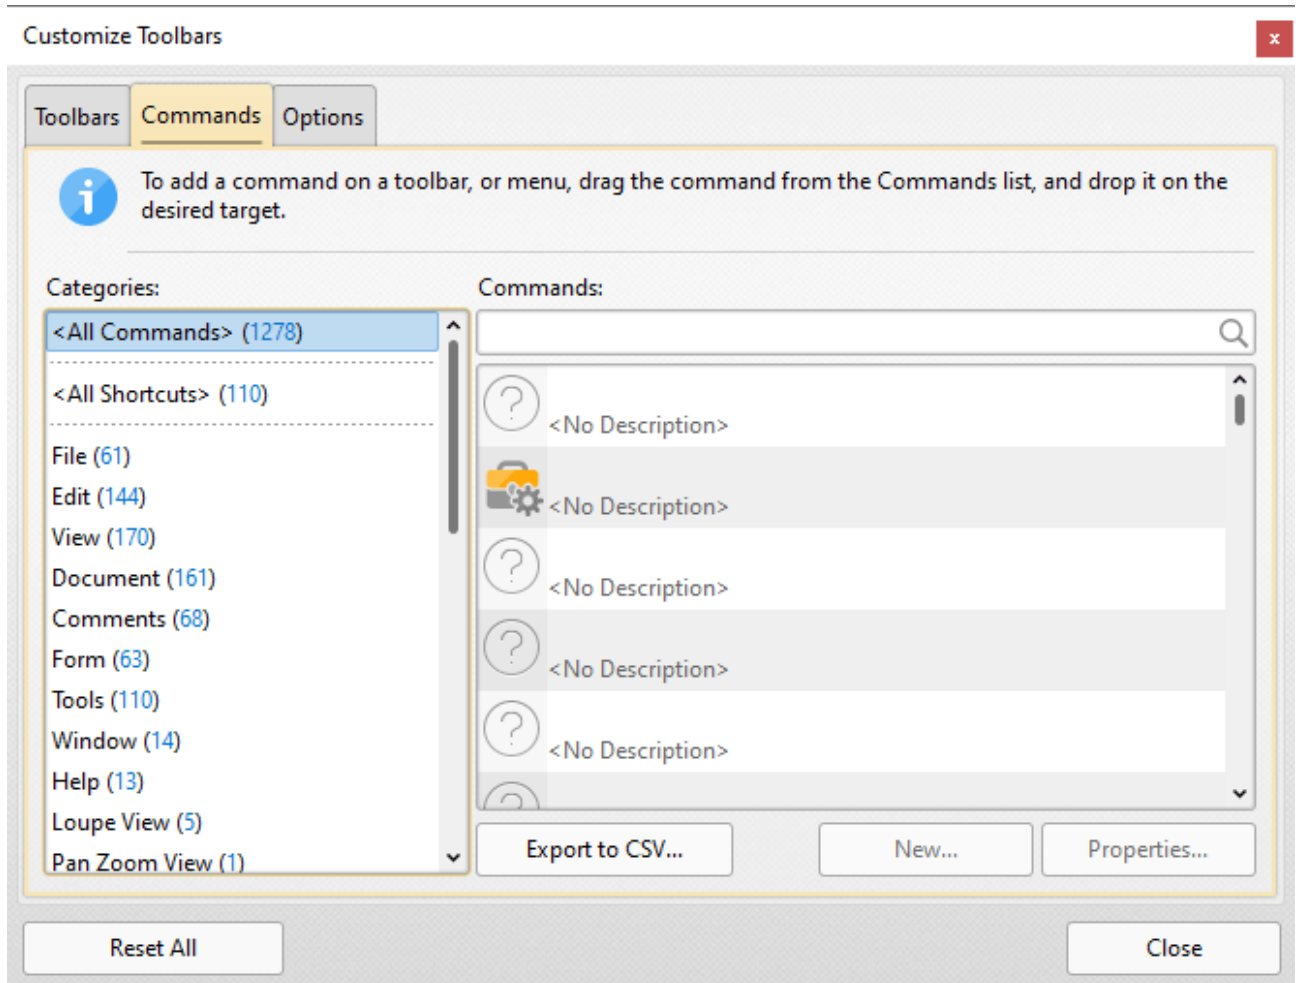 Customize Toolbars
x
Toolbars Commands Options
i
To add a command on a toolbar, or menu, drag the command from the Commands list, and drop it on the
desired target.
Categories:
<All Commands> (1278)
<All Shortcuts> (110)
File (61)
Edit (144)
View (170)
Document (161)
Comments (68)
Form (63)
Tools (110)
Window (14)
Help (13)
Loupe View (5)
Pan Zoom View (1)
Commands:
?
<No Description>
<No Description>
?
<No Description>
?
<No Description>
?
<No Description>
Export to CSV... New... Properties...
Reset All Close